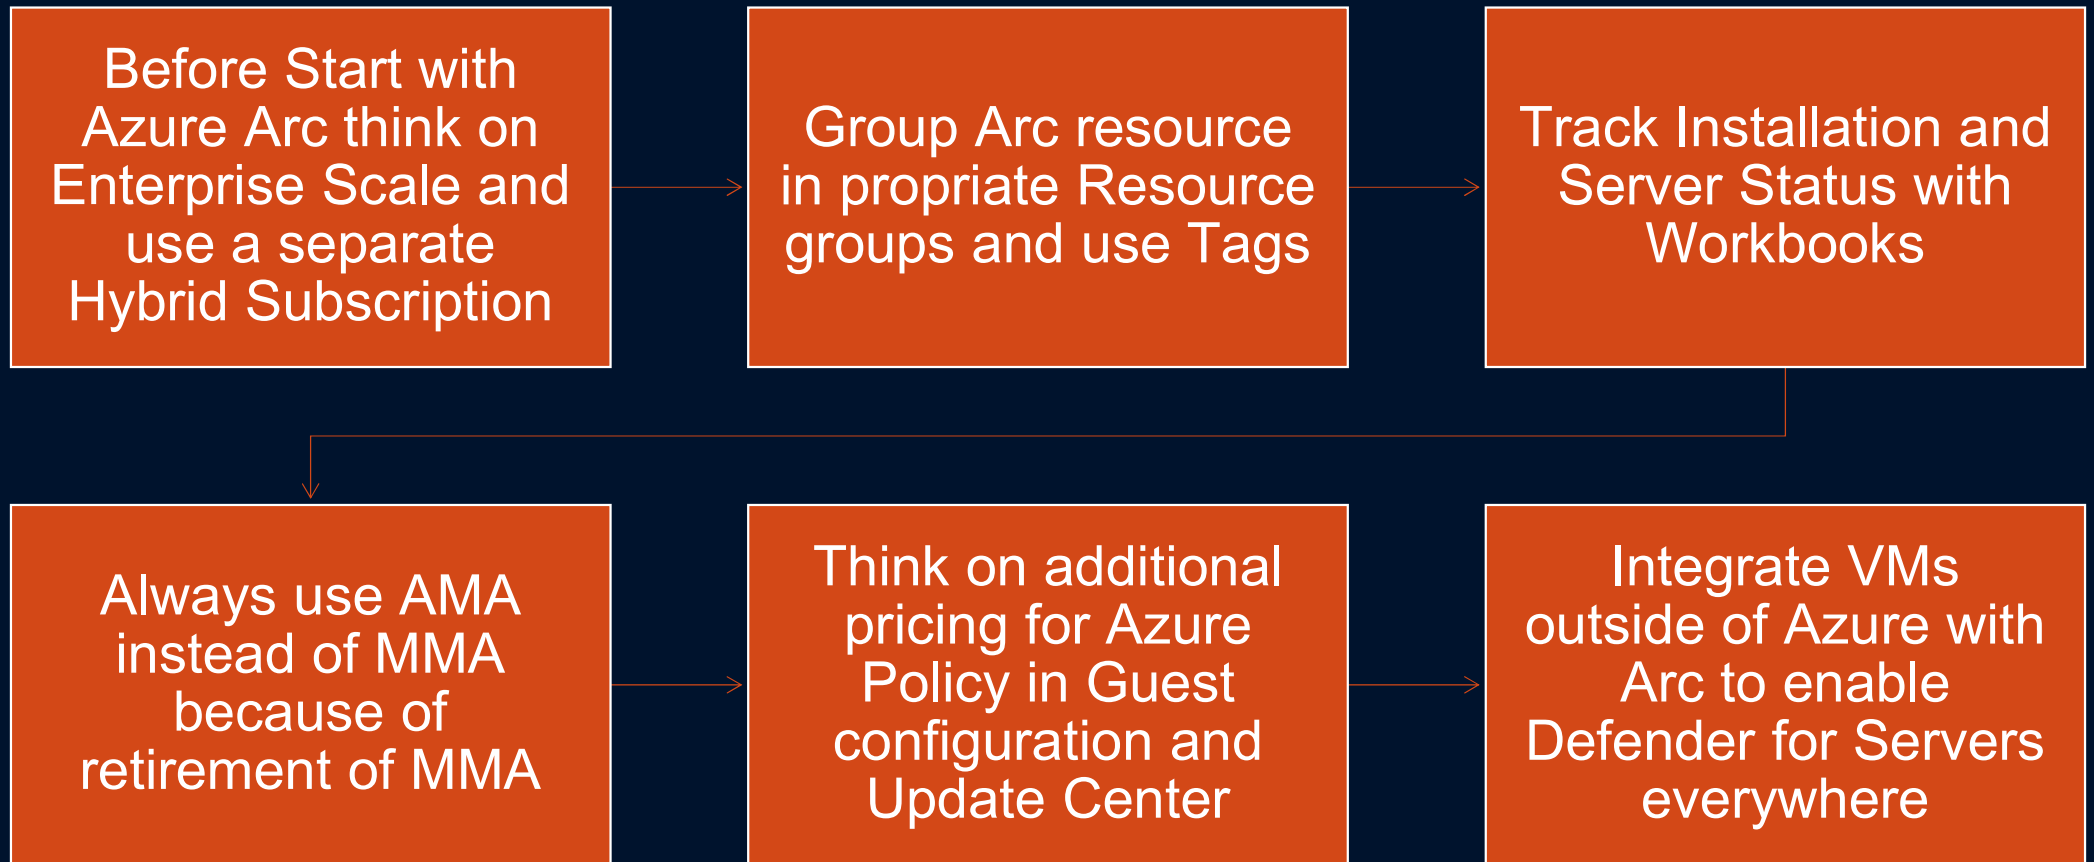 Before Start with
Azure Arc think on
Enterprise Scale and
use a separate
Hybrid Subscription
Group Arc resource
in propriate Resource
groups and use Tags
Track Installation and
Server Status with
Workbooks
Always use AMA
instead of MMA
because of
retirement of MMA
Think on additional
pricing for Azure
Policy in Guest
configuration and
Update Center
Integrate VMs
outside of Azure with
Arc to enable
Defender for Servers
everywhere